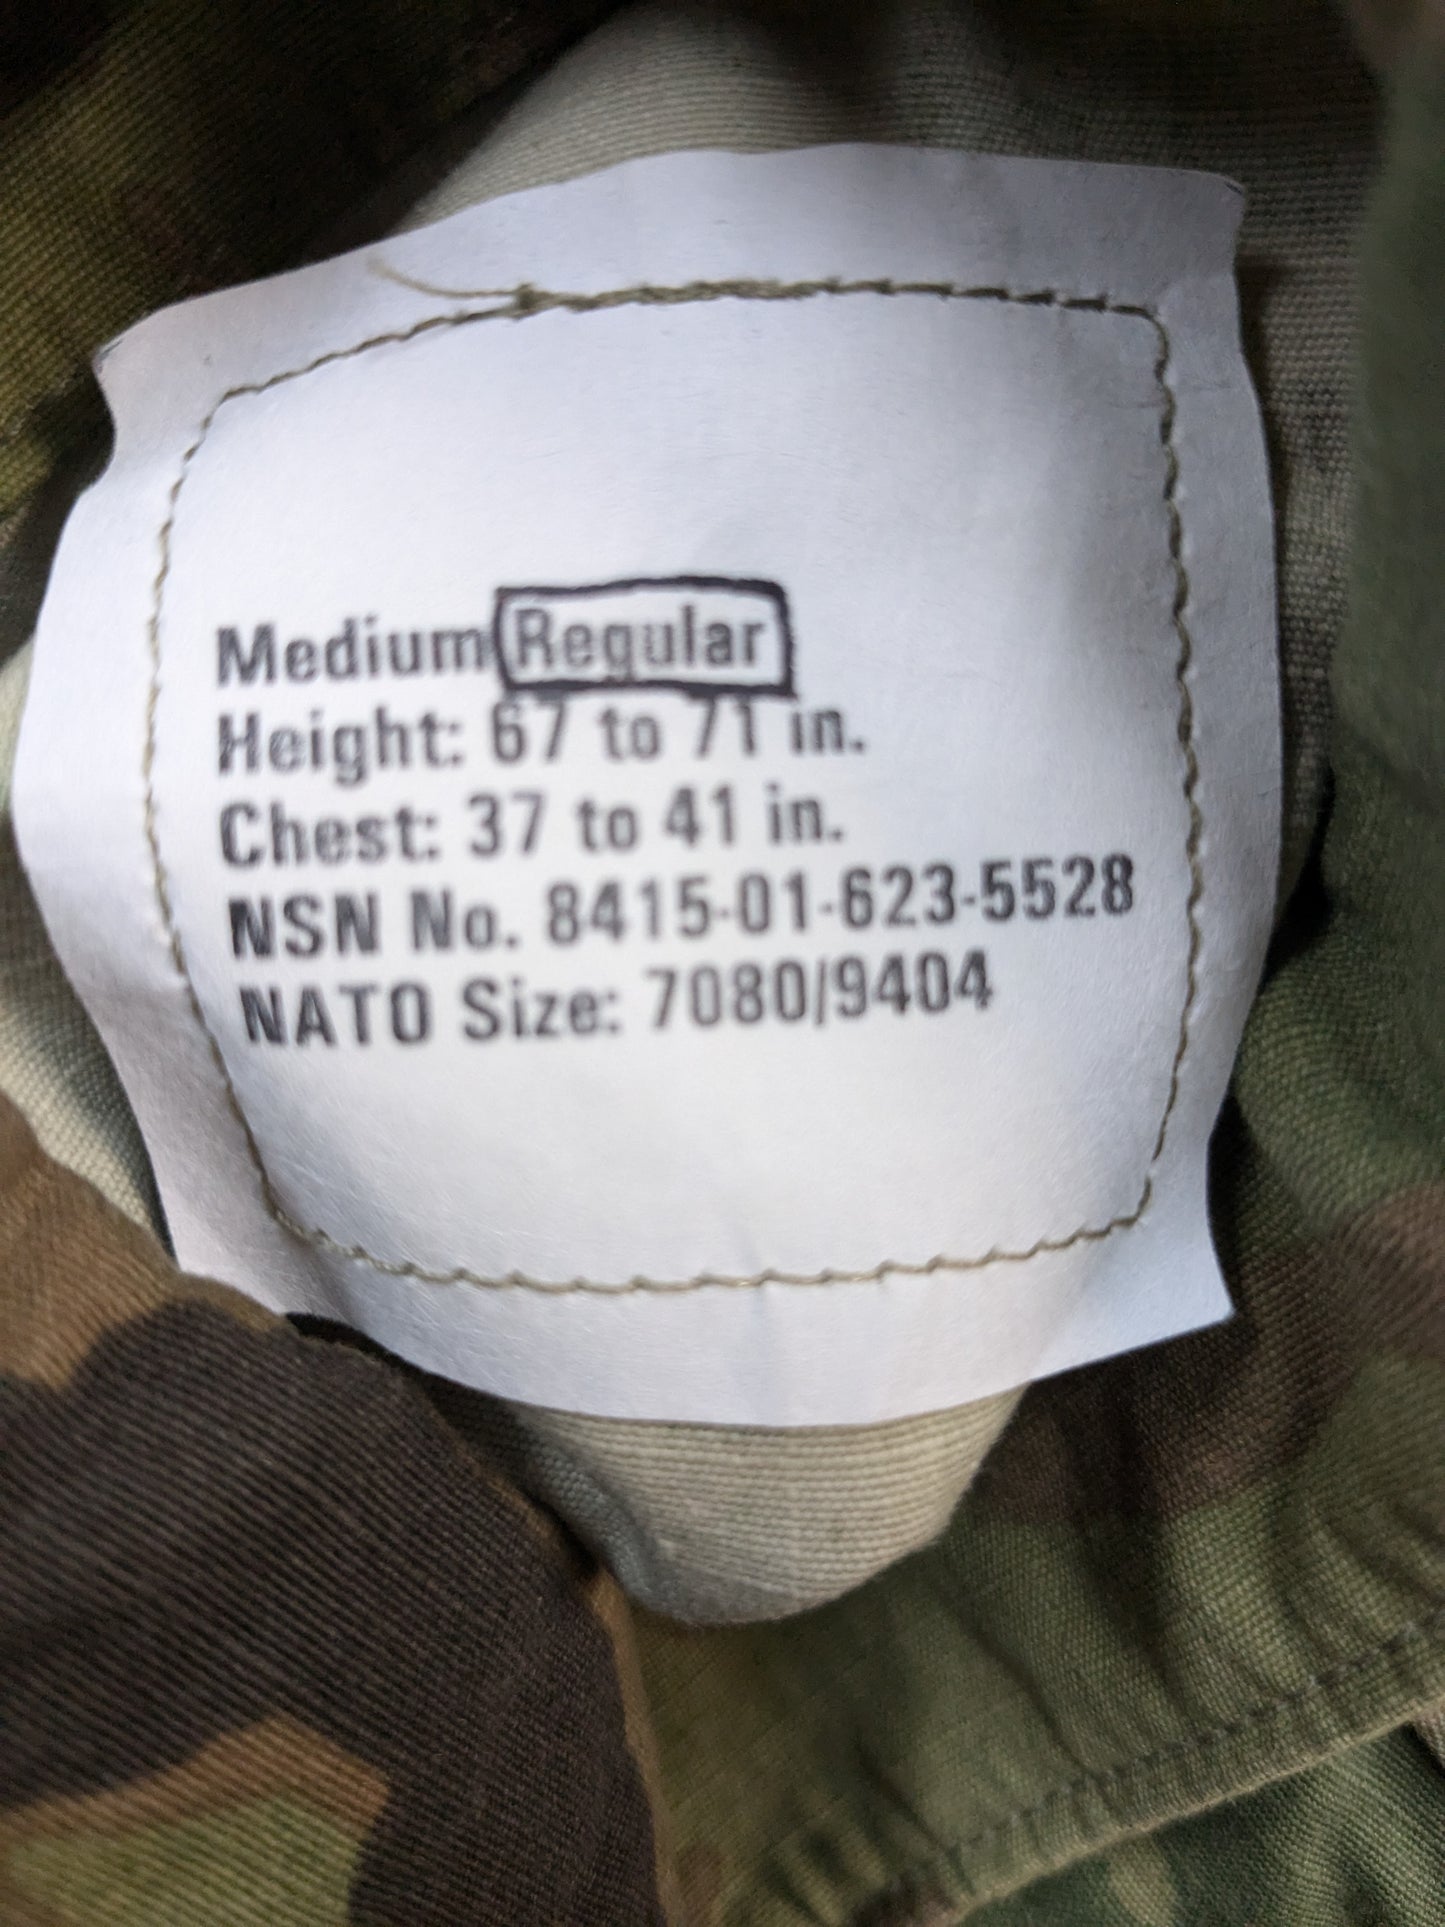 Medium Regular
Height: 67 to 71 in.
Chest: 37 to 41 in.
NSN No. 8415-01-623-5528
NATO Size: 7080/9404